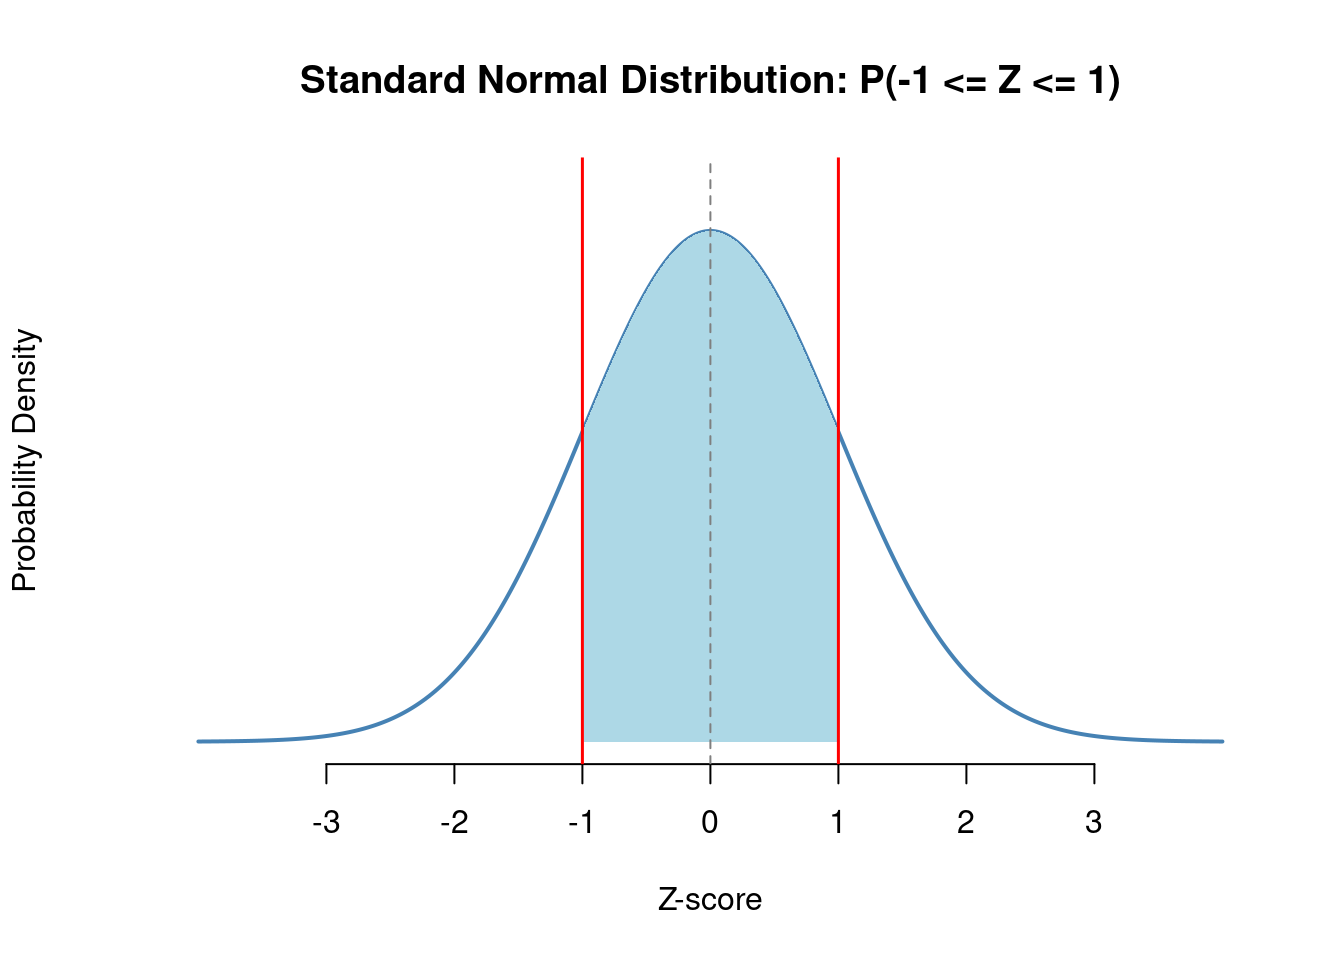 Standard Normal Distribution: P(-1 <= Z <= 1)
Probability Density
-3 -2 -1 0 1 2 3
Z-score